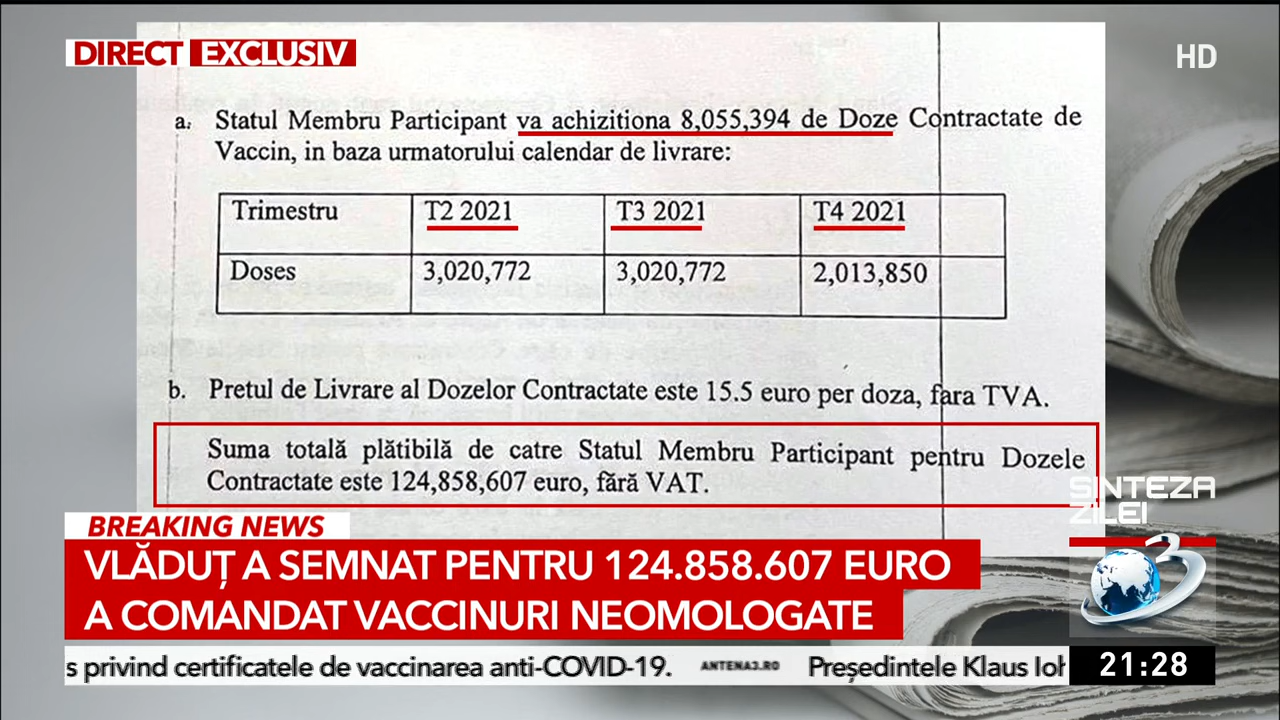 DIRECT EXCLUSIV
HD
a. Statul Membru Participant va achizitiona 8,055,394 de Doze Contractate de
Vaccin, in baza urmatorului calendar de livrare:
Trimestru T2 2021 T3 2021 T4 2021
Doses 3,020,772 3,020,772 2,013,850
b. Pretul de Livrare al Dozelor Contractate este 15.5 euro per doza, fara TVA.
Suma totală plătibilă de catre Statul Membru Participant pentru Dozele
Contractate este 124,858,607 euro, fără VAT.
SINTEZA
ZILEI
BREAKING NEWS
VLĂDUȚ A SEMNAT PENTRU 124.858.607 EURO
A COMANDAT VACCINURI NEOMOLOGATE
3
s privind certificatele de vaccinarea anti-COVID-19. ANTENA3.RO Președintele Klaus Ioh
21:28